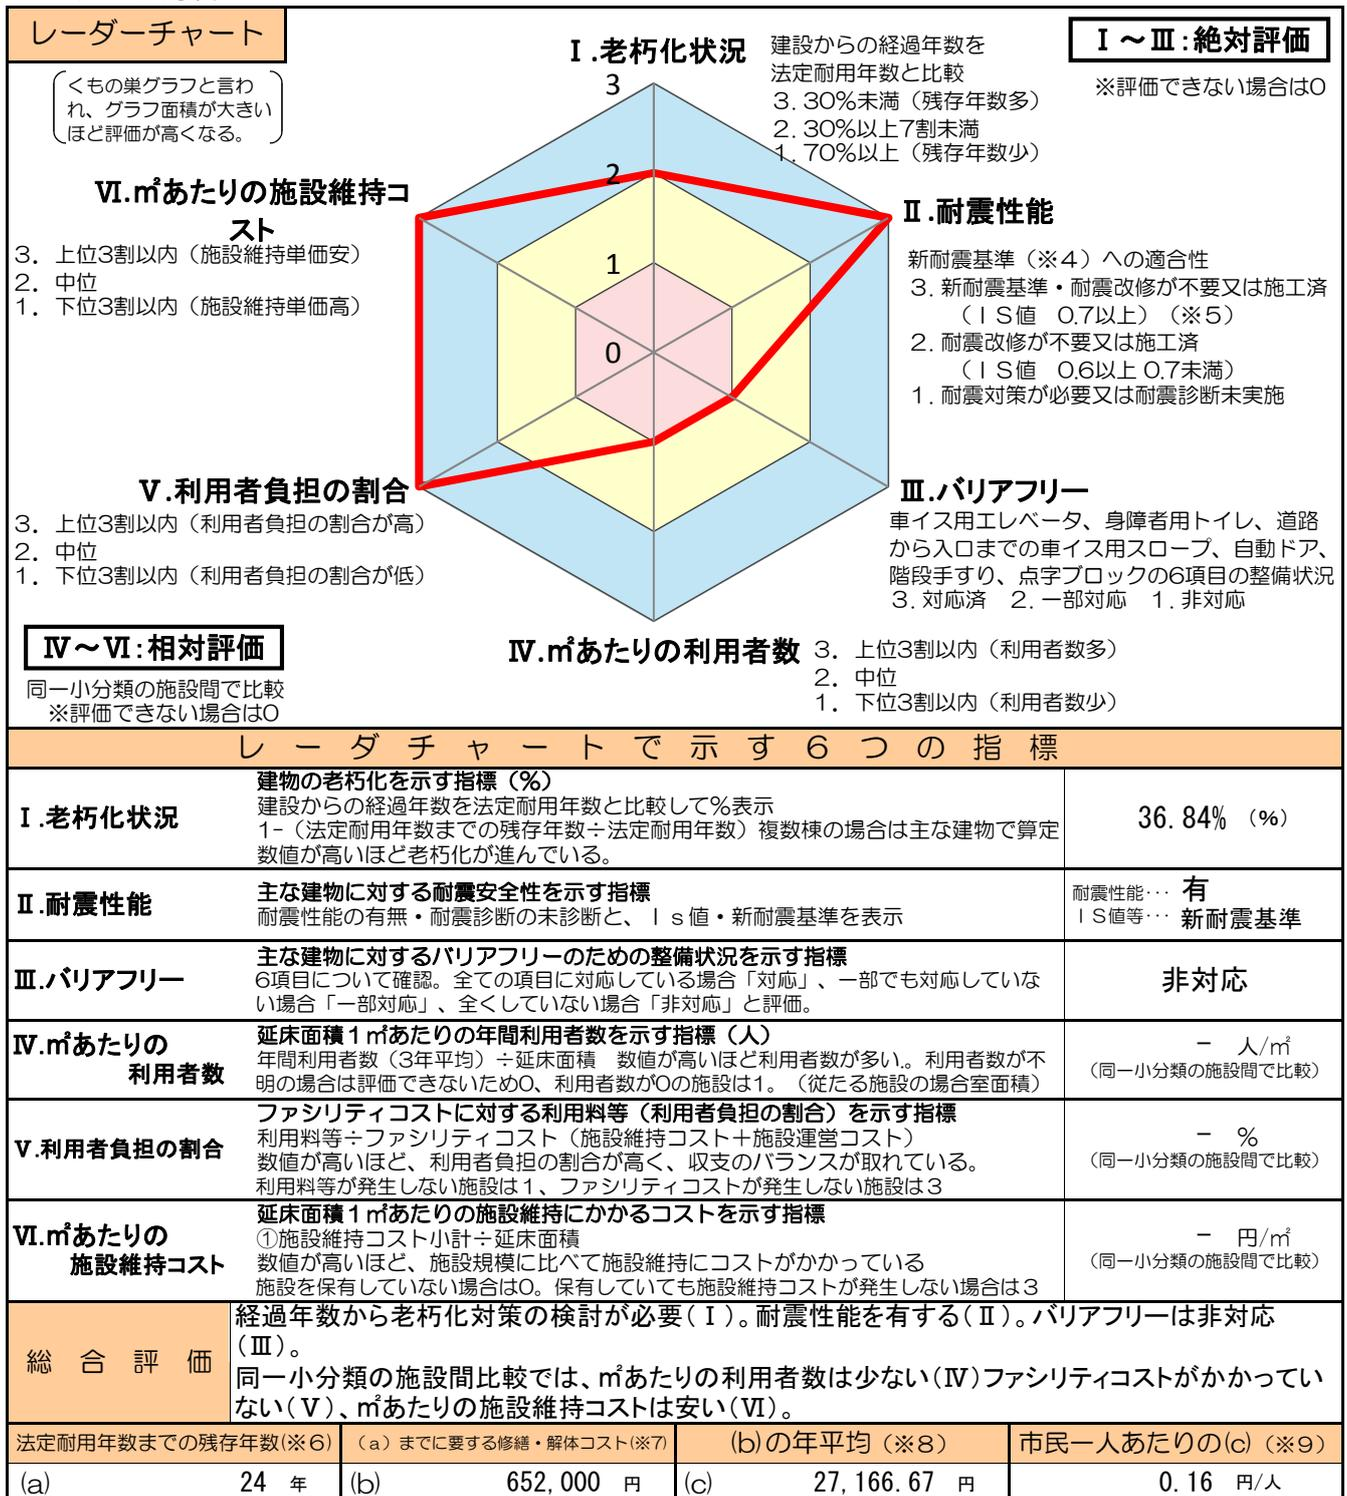 レーダーチャート
くもの巣グラフと言わ
れ、グラフ面積が大きい
ほど評価が高くなる。
Ⅰ～Ⅲ:絶対評価
※評価できない場合は0
Ⅰ.老朽化状況
建設からの経過年数を
法定耐用年数と比較
3. 30%未満（残存年数多）
2. 30%以上7割未満
1. 70%以上（残存年数少）
3
2
1
0
Ⅱ.耐震性能
新耐震基準（※4）への適合性
3. 新耐震基準・耐震改修が不要又は施工済
（ＩＳ値　0.7以上）（※5）
2. 耐震改修が不要又は施工済
（ＩＳ値　0.6以上 0.7未満）
1. 耐震対策が必要又は耐震診断未実施
Ⅵ.㎡あたりの施設維持コ
スト
3. 上位3割以内（施設維持単価安）
2. 中位
1. 下位3割以内（施設維持単価高）
Ⅴ.利用者負担の割合
3. 上位3割以内（利用者負担の割合が高）
2. 中位
1. 下位3割以内（利用者負担の割合が低）
Ⅲ.バリアフリー
車イス用エレベータ、身障者用トイレ、道路
から入口までの車イス用スロープ、自動ドア、
階段手すり、点字ブロックの6項目の整備状況
3. 対応済　2. 一部対応　1. 非対応
Ⅳ～Ⅵ:相対評価
同一小分類の施設間で比較
※評価できない場合は0
Ⅳ.㎡あたりの利用者数
3. 上位3割以内（利用者数多）
2. 中位
1. 下位3割以内（利用者数少）
レーダチャートで示す6つの指標
Ⅰ.老朽化状況
建物の老朽化を示す指標（%）
建設からの経過年数を法定耐用年数と比較して%表示
1-（法定耐用年数までの残存年数÷法定耐用年数）複数棟の場合は主な建物で算定
数値が高いほど老朽化が進んでいる。
36.84%（%）
Ⅱ.耐震性能
主な建物に対する耐震安全性を示す指標
耐震性能の有無・耐震診断の未診断と、Ｉｓ値・新耐震基準を表示
耐震性能･･･ 有
ＩＳ値等･･･ 新耐震基準
Ⅲ.バリアフリー
主な建物に対するバリアフリーのための整備状況を示す指標
6項目について確認。全ての項目に対応している場合「対応」、一部でも対応していな
い場合「一部対応」、全くしていない場合「非対応」と評価。
非対応
Ⅳ.㎡あたりの
利用者数
延床面積１㎡あたりの年間利用者数を示す指標（人）
年間利用者数（3年平均）÷延床面積　数値が高いほど利用者数が多い。利用者数が不
明の場合は評価できないため0、利用者数が0の施設は1。（従たる施設の場合室面積）
－　人/㎡
（同一小分類の施設間で比較）
Ⅴ.利用者負担の割合
ファシリティコストに対する利用料等（利用者負担の割合）を示す指標
利用料等÷ファシリティコスト（施設維持コスト＋施設運営コスト）
数値が高いほど、利用者負担の割合が高く、収支のバランスが取れている。
利用料等が発生しない施設は１、ファシリティコストが発生しない施設は３
－　%
（同一小分類の施設間で比較）
Ⅵ.㎡あたりの
施設維持コスト
延床面積１㎡あたりの施設維持にかかるコストを示す指標
①施設維持コスト小計÷延床面積
数値が高いほど、施設規模に比べて施設維持にコストがかかっている
施設を保有していない場合は0。保有していても施設維持コストが発生しない場合は３
－　円/㎡
（同一小分類の施設間で比較）
総合評価
経過年数から老朽化対策の検討が必要(Ⅰ)。耐震性能を有する(Ⅱ)。バリアフリーは非対応
(Ⅲ)。
同一小分類の施設間比較では、㎡あたりの利用者数は少ない(Ⅳ)ファシリティコストがかかってい
ない(Ⅴ)、㎡あたりの施設維持コストは安い(Ⅵ)。
法定耐用年数までの残存年数(※6)
（a）までに要する修繕・解体コスト(※7)
(b)の年平均（※8）
市民一人あたりの(c)（※9）
(a) 24 年
(b) 652,000 円
(c) 27,166.67 円
0.16 円/人